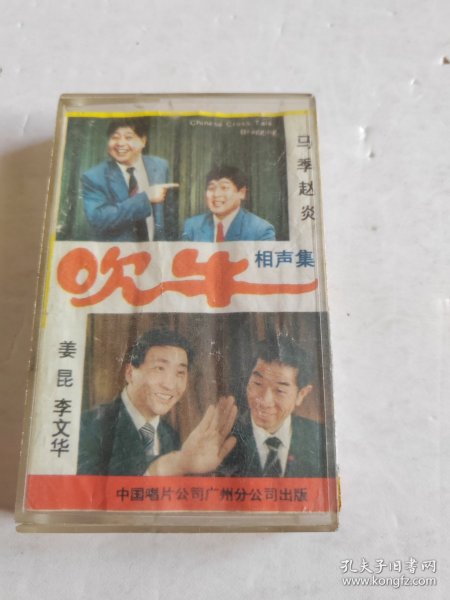 Chinese Cross Talk
Bragging
马季 赵炎
吹牛
相声集
姜昆 李文华
中国唱片公司广州分公司出版
孔夫子旧书网
www.kongfz.com